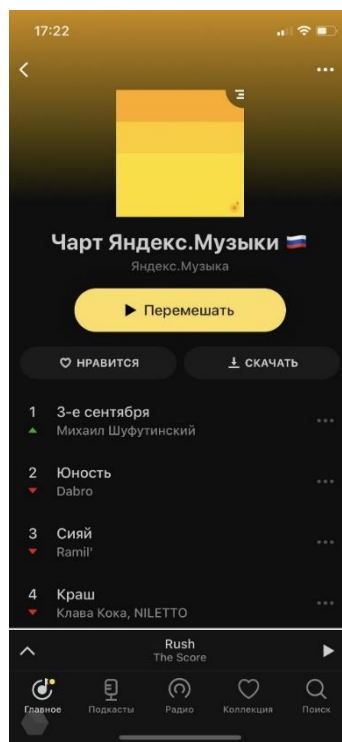 17:22
Чарт Яндекс.Музыки
Яндекс.Музыка
Перемешать
НРАВИТСЯ
СКАЧАТЬ
1 3-е сентября
Михаил Шуфутинский
2 Юность
Dabro
3 Сияй
Ramil'
4 Краш
Клава Кока, NILETTO
Rush
The Score
Главное Подкасты Радио Коллекция Поиск